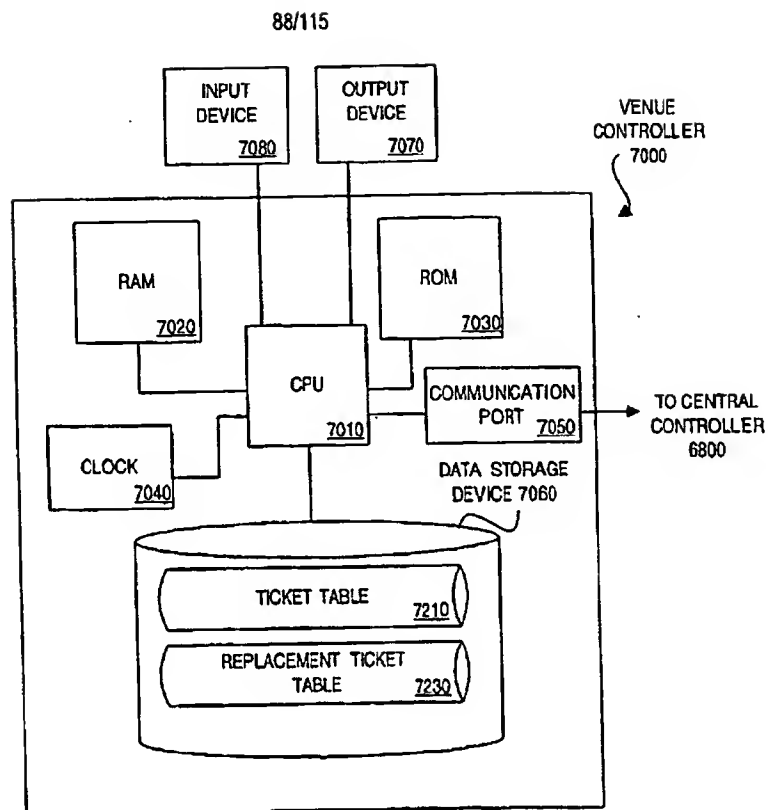 88/115
INPUT
DEVICE
7080
OUTPUT
DEVICE
7070
VENUE
CONTROLLER
7000
RAM
7020
ROM
7030
CPU
7010
COMMUNICATION
PORT
7050
TO CENTRAL
CONTROLLER
6800
CLOCK
7040
DATA STORAGE
DEVICE 7060
TICKET TABLE
7210
REPLACEMENT TICKET
TABLE
7230